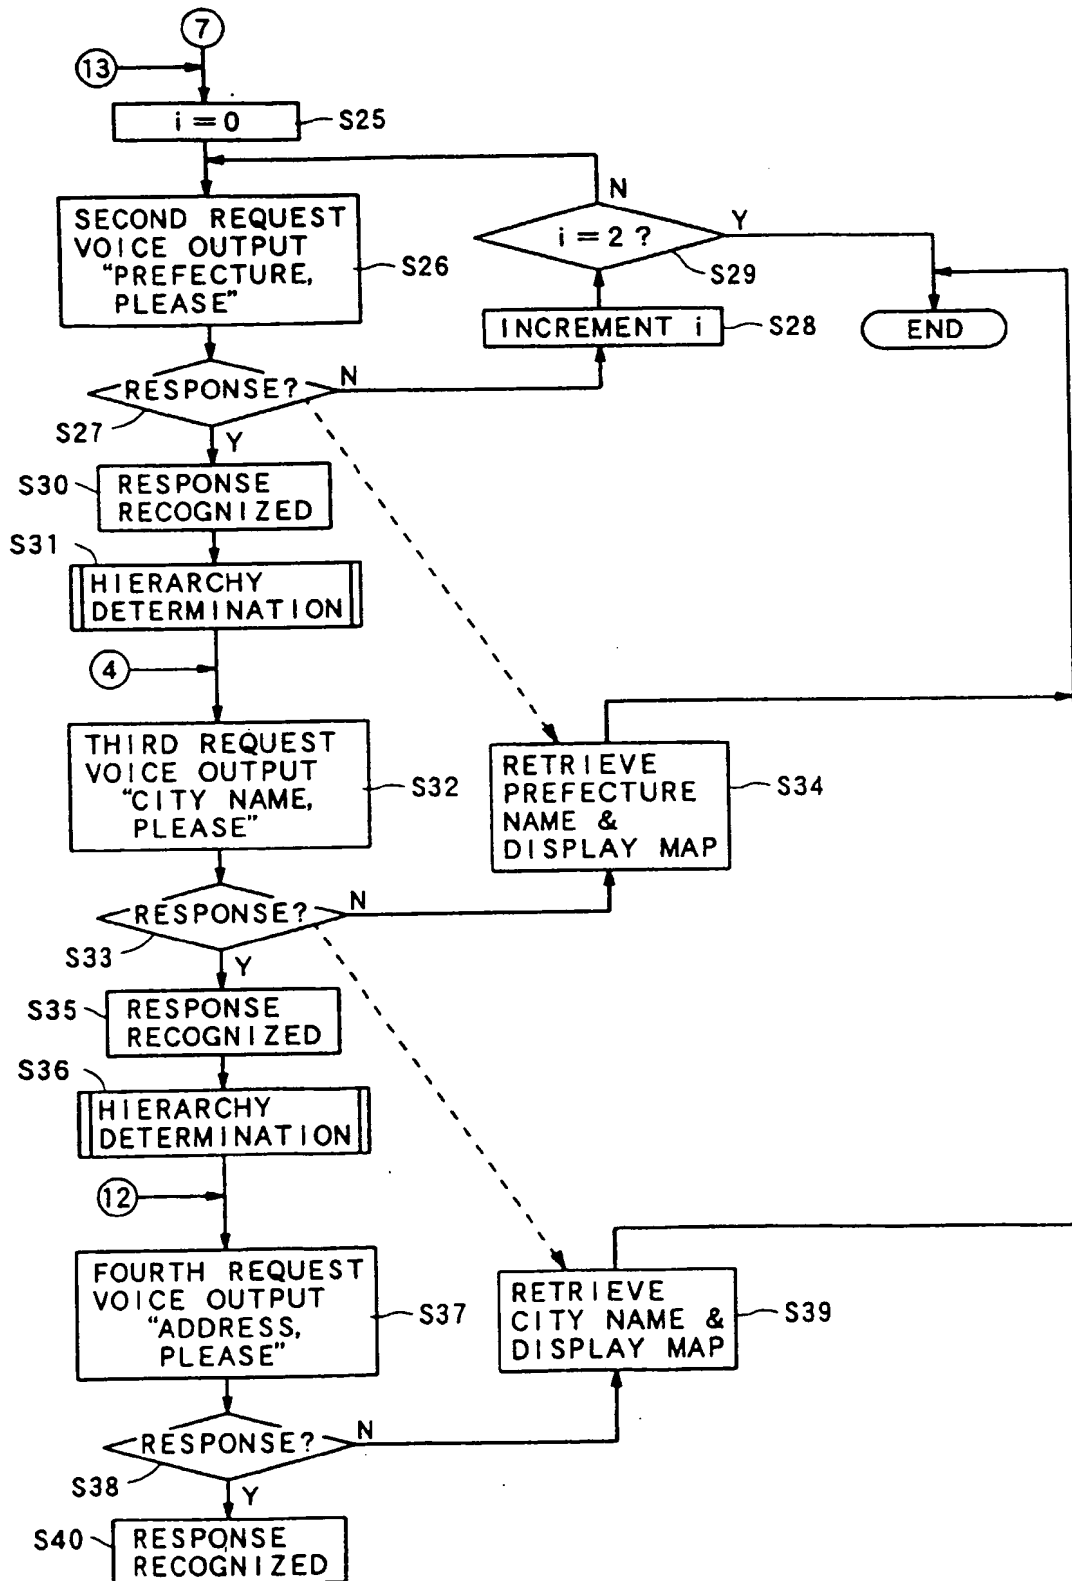 7
13
i = 0
S25
SECOND REQUEST
VOICE OUTPUT
"PREFECTURE,
PLEASE"
S26
N
i = 2 ?
Y
S29
INCREMENT i
S28
END
RESPONSE?
N
S27
Y
S30
RESPONSE
RECOGNIZED
S31
HIERARCHY
DETERMINATION
4
THIRD REQUEST
VOICE OUTPUT
"CITY NAME,
PLEASE"
S32
RETRIEVE
PREFECTURE
NAME &
DISPLAY MAP
S34
RESPONSE?
N
S33
Y
S35
RESPONSE
RECOGNIZED
S36
HIERARCHY
DETERMINATION
12
FOURTH REQUEST
VOICE OUTPUT
"ADDRESS,
PLEASE"
S37
RETRIEVE
CITY NAME &
DISPLAY MAP
S39
RESPONSE?
N
S38
Y
S40
RESPONSE
RECOGNIZED